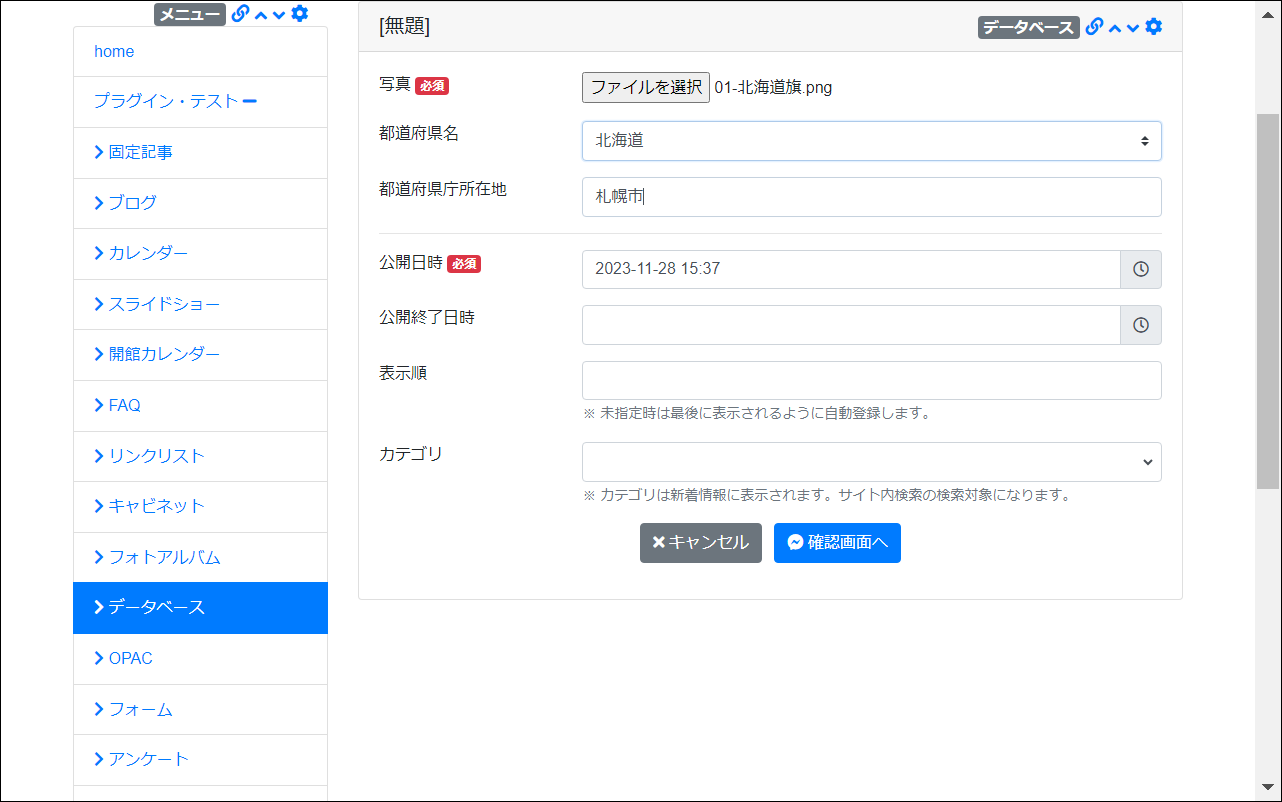 メニュー
home
プラグイン・テスト
固定記事
ブログ
カレンダー
スライドショー
開館カレンダー
FAQ
リンクリスト
キャビネット
フォトアルバム
データベース
OPAC
フォーム
アンケート
[無題]
データベース
写真 必須
ファイルを選択 01-北海道旗.png
都道府県名
北海道
都道府県庁所在地
札幌市
公開日時 必須
2023-11-28 15:37
公開終了日時
表示順
※ 未指定時は最後に表示されるように自動登録します。
カテゴリ
※ カテゴリは新着情報に表示されます。サイト内検索の検索対象になります。
キャンセル
確認画面へ